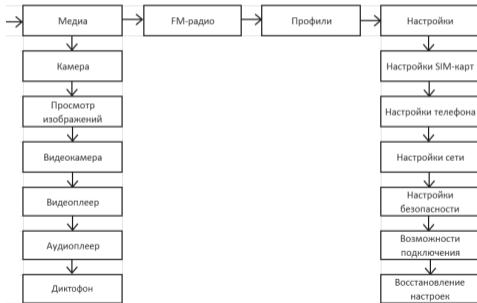 Медиа
FM-радио
Профили
Настройки
Камера
Настройки SIM-карт
Просмотр
изображений
Настройки телефона
Видеокамера
Настройки сети
Видеоплеер
Настройки
безопасности
Аудиоплеер
Возможности
подключения
Диктофон
Восстановление
настроек